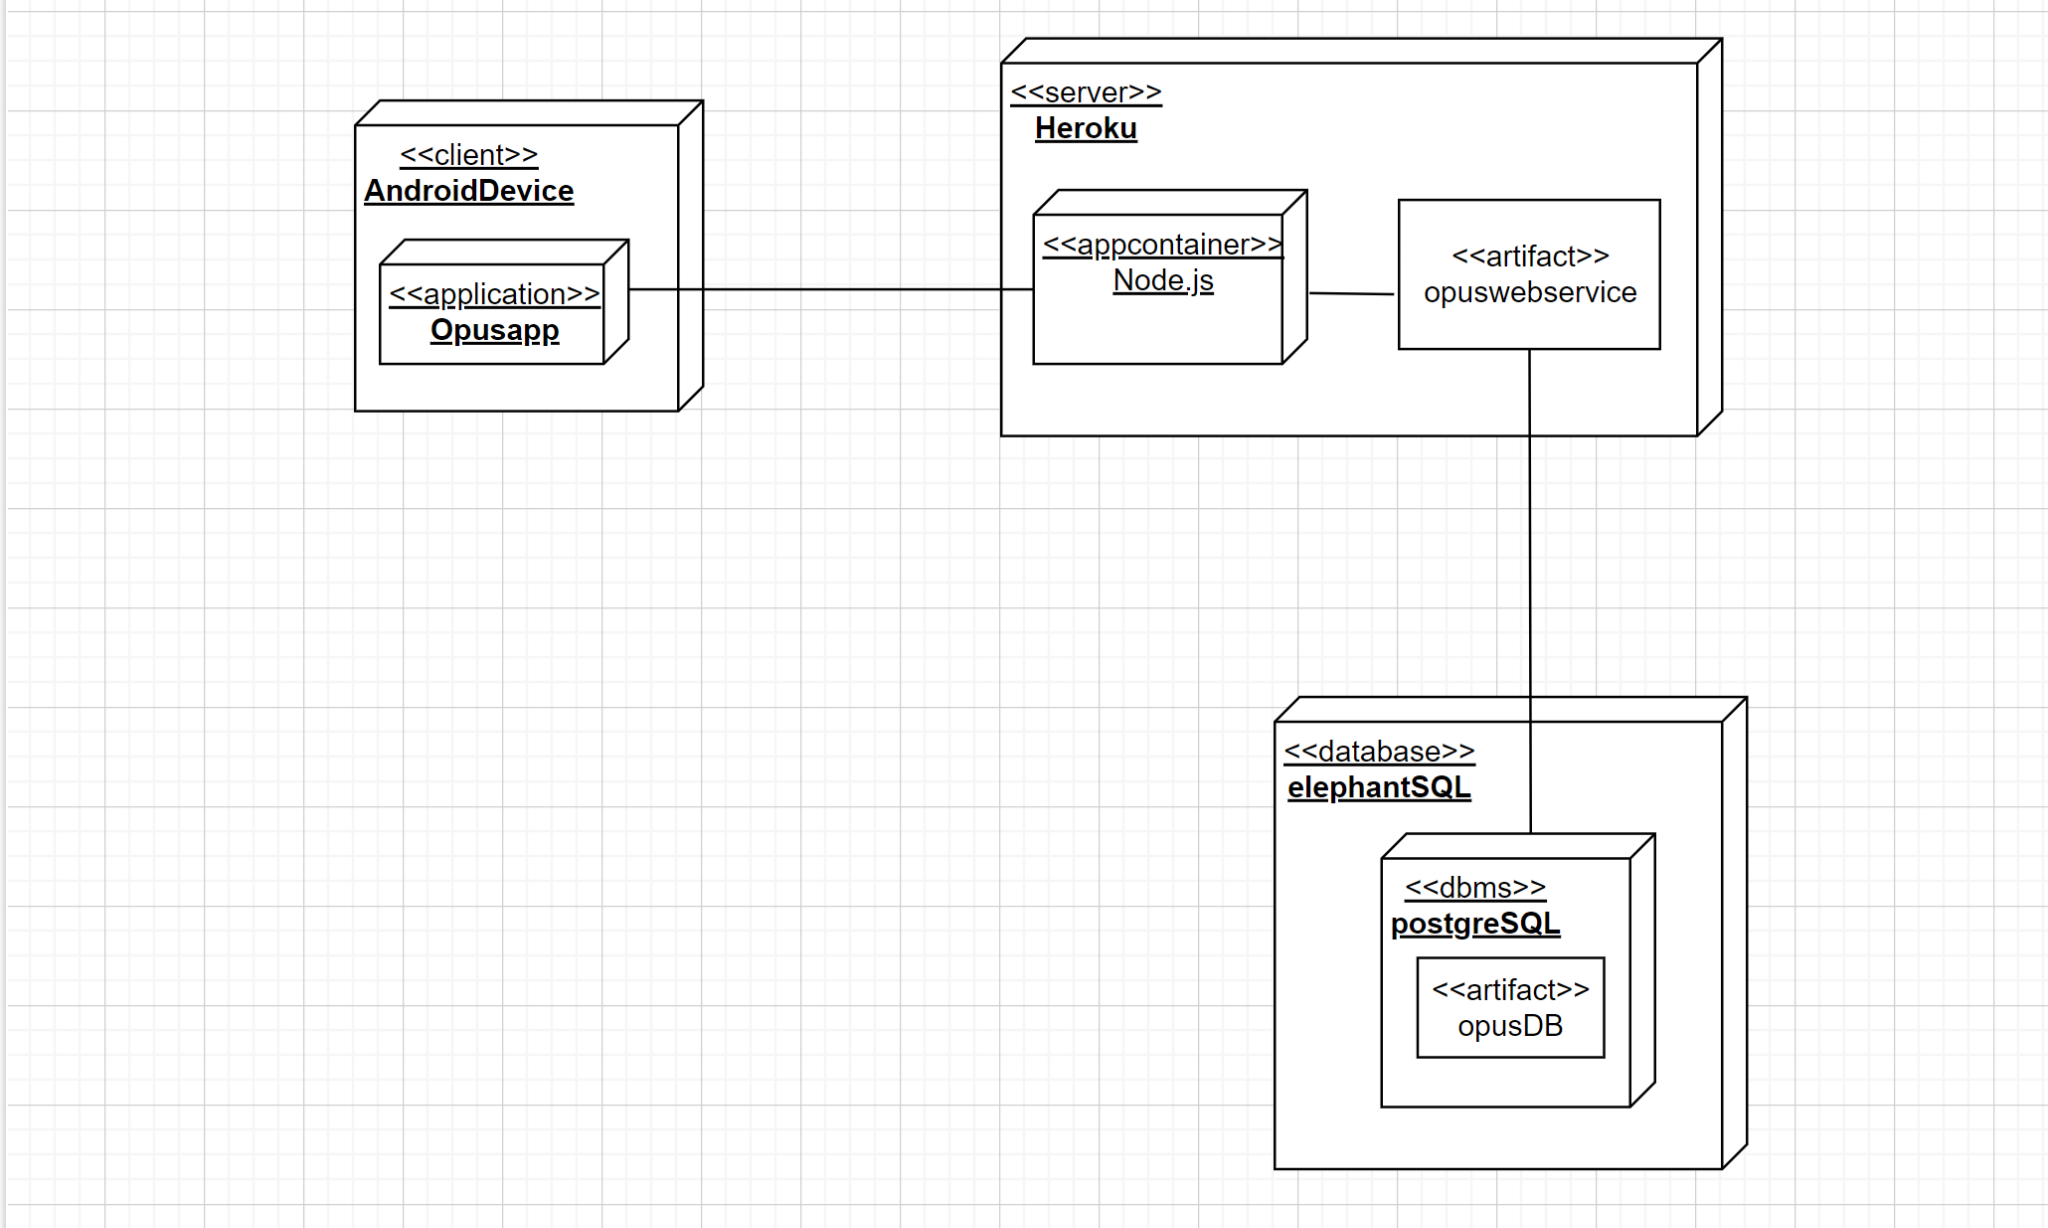 <<client>>
AndroidDevice
<<application>>
Opusapp
<<server>>
Heroku
<<appcontainer>>
Node.js
<<artifact>>
opuswebservice
<<database>>
elephantSQL
<<dbms>>
postgreSQL
<<artifact>>
opusDB